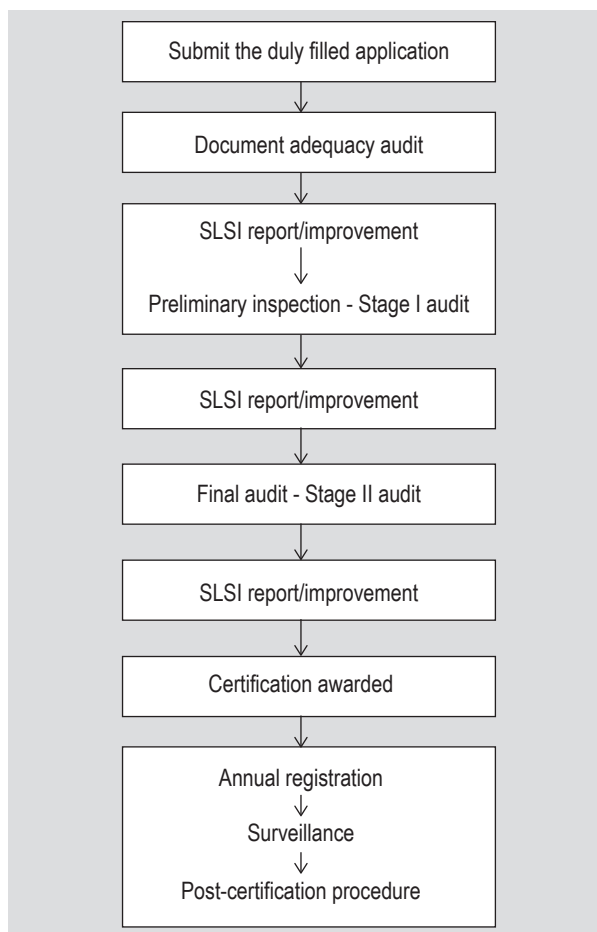 Submit the duly filled application
Document adequacy audit
SLSI report/improvement
Preliminary inspection - Stage I audit
SLSI report/improvement
Final audit - Stage II audit
SLSI report/improvement
Certification awarded
Annual registration
Surveillance
Post-certification procedure